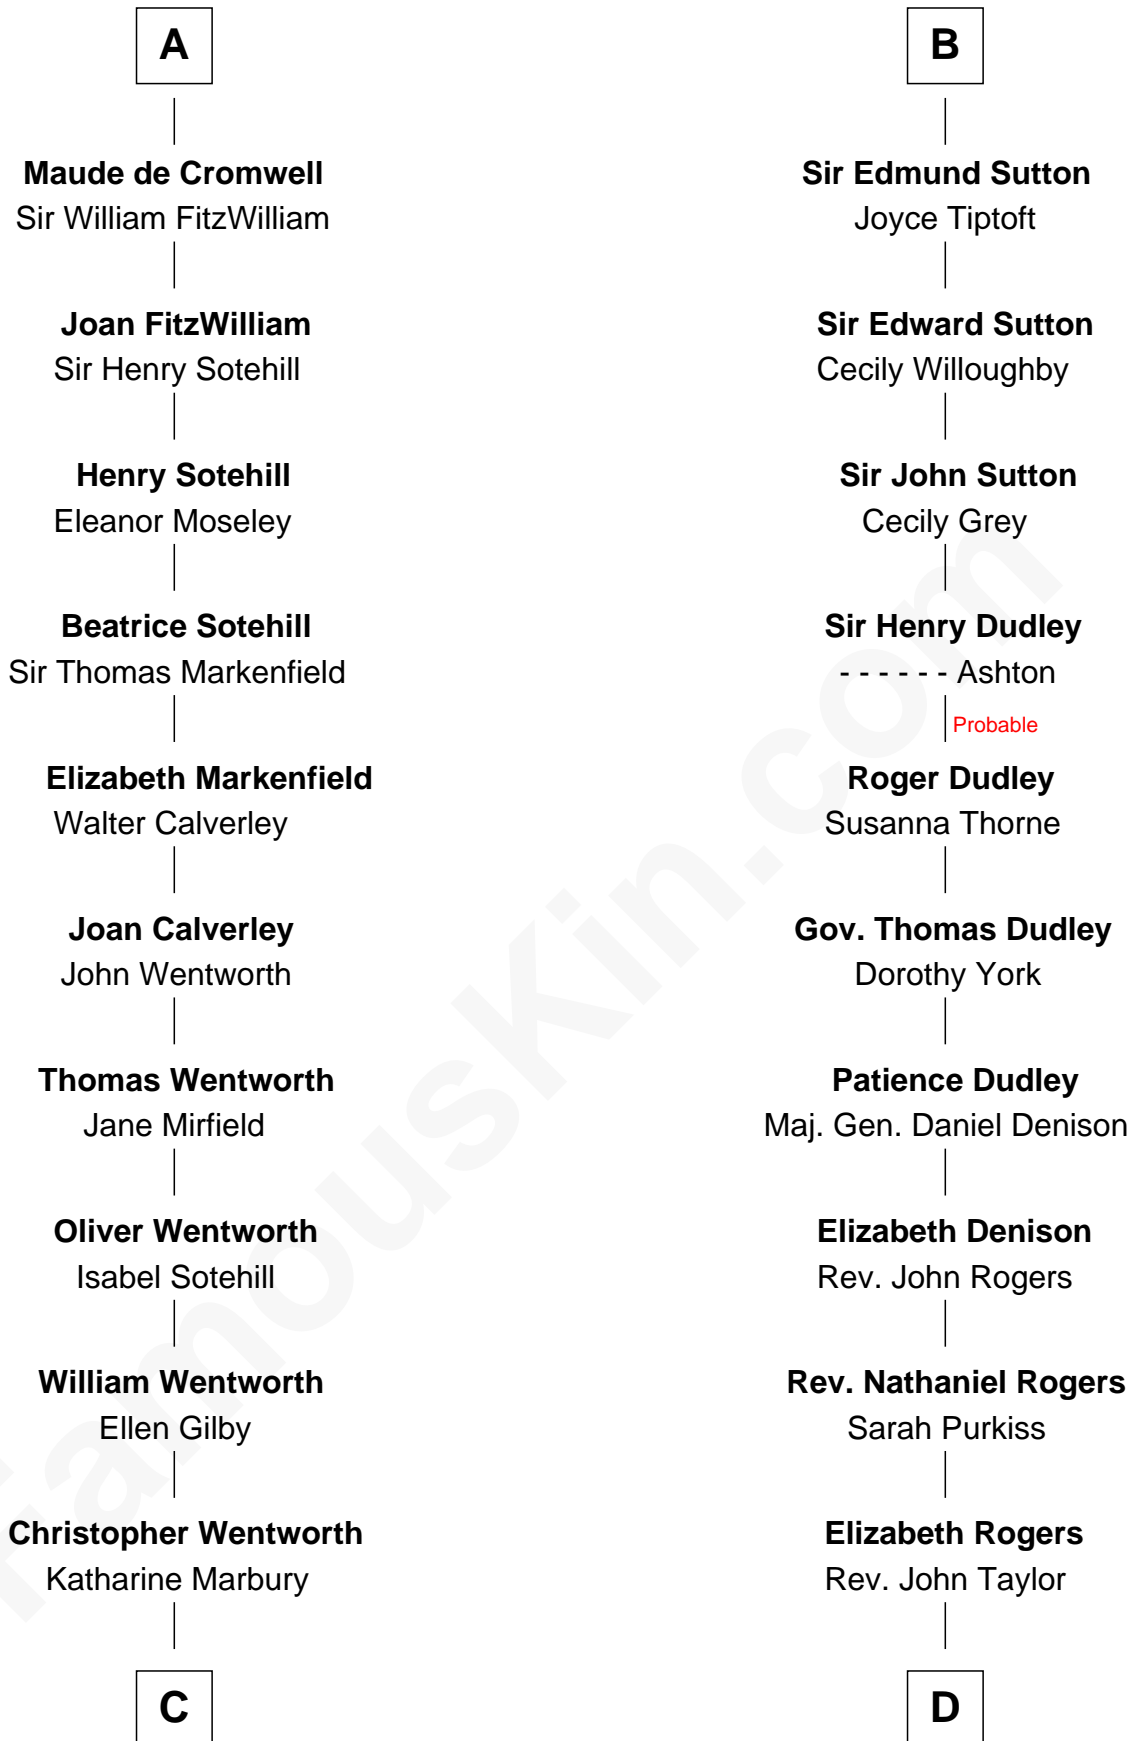 A
Maude de Cromwell
Sir William FitzWilliam
Joan FitzWilliam
Sir Henry Sotehill
Henry Sotehill
Eleanor Moseley
Beatrice Sotehill
Sir Thomas Markenfield
Elizabeth Markenfield
Walter Calverley
Joan Calverley
John Wentworth
Thomas Wentworth
Jane Mirfield
Oliver Wentworth
Isabel Sotehill
William Wentworth
Ellen Gilby
Christopher Wentworth
Katharine Marbury
C
B
Sir Edmund Sutton
Joyce Tiptoft
Sir Edward Sutton
Cecily Willoughby
Sir John Sutton
Cecily Grey
Sir Henry Dudley
- - - - - - Ashton
Probable
Roger Dudley
Susanna Thorne
Gov. Thomas Dudley
Dorothy York
Patience Dudley
Maj. Gen. Daniel Denison
Elizabeth Denison
Rev. John Rogers
Rev. Nathaniel Rogers
Sarah Purkiss
Elizabeth Rogers
Rev. John Taylor
D
FamousKin.com